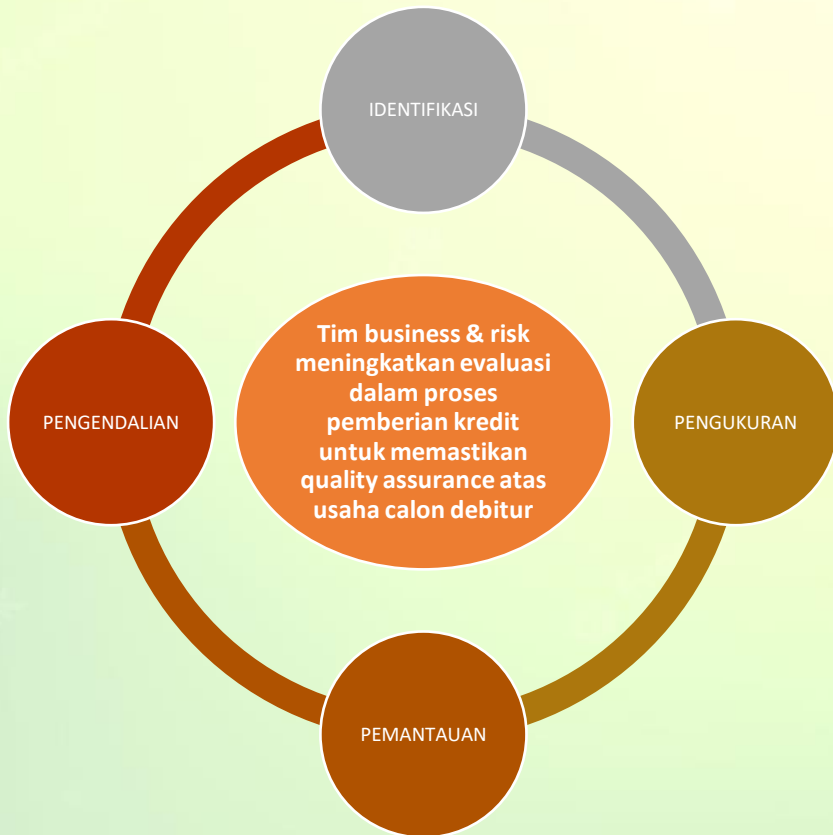 IDENTIFIKASI
Tim business & risk
meningkatkan evaluasi
dalam proses
pemberian kredit
untuk memastikan
quality assurance atas
usaha calon debitur
PENGENDALIAN
PENGUKURAN
PEMANTAUAN